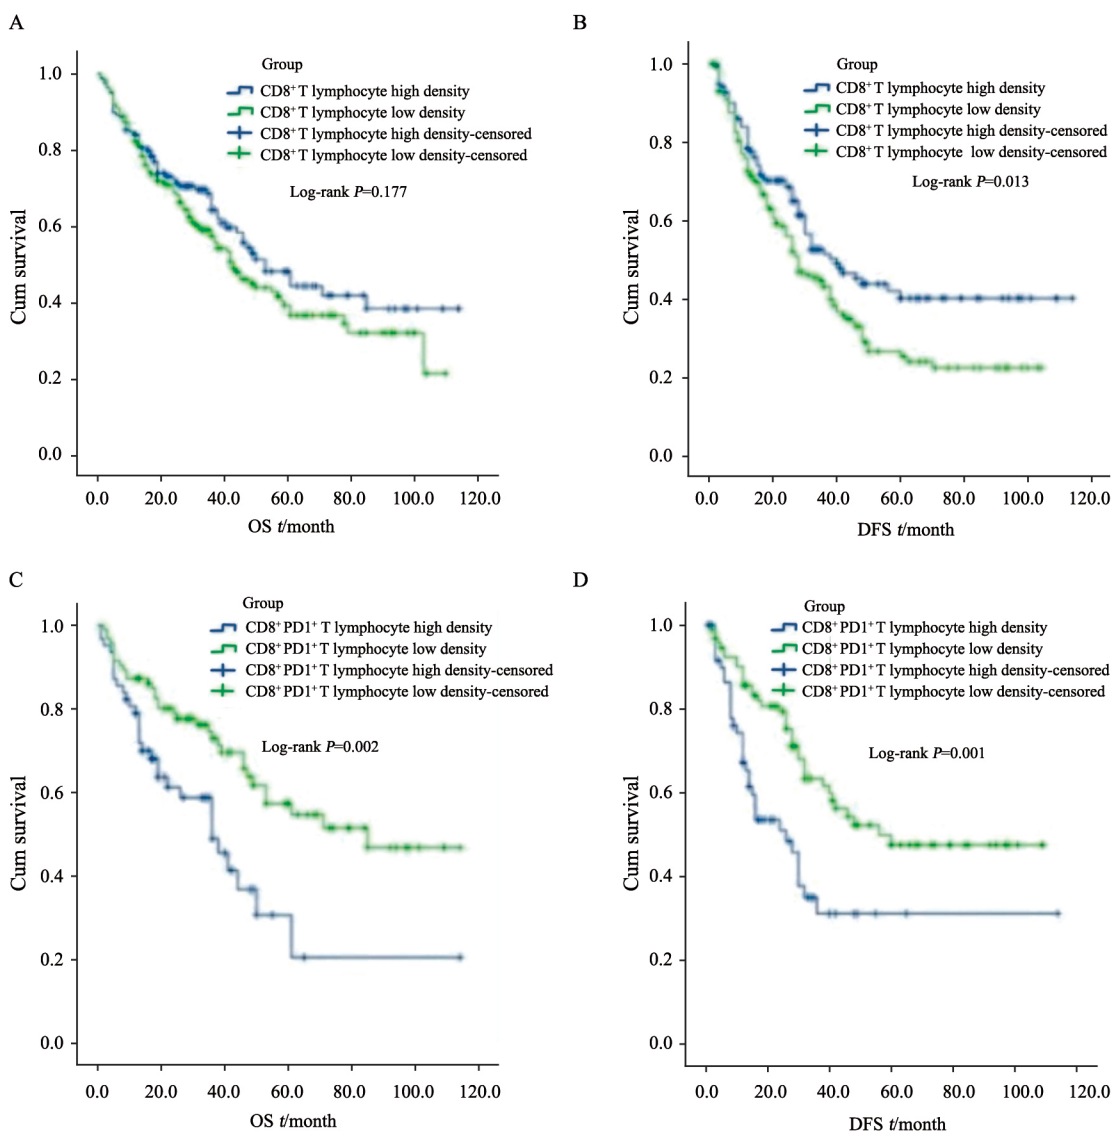 A
Group
CD8⁺ T lymphocyte high density
CD8⁺ T lymphocyte low density
CD8⁺ T lymphocyte high density-censored
CD8⁺ T lymphocyte low density-censored
Log-rank P=0.177
Cum survival
1.0
0.8
0.6
0.4
0.2
0.0
0.0 20.0 40.0 60.0 80.0 100.0 120.0
OS t/month
B
Group
CD8⁺ T lymphocyte high density
CD8⁺ T lymphocyte low density
CD8⁺ T lymphocyte high density-censored
CD8⁺ T lymphocyte low density-censored
Log-rank P=0.013
Cum survival
1.0
0.8
0.6
0.4
0.2
0.0
0.0 20.0 40.0 60.0 80.0 100.0 120.0
DFS t/month
C
Group
CD8⁺ PD1⁺ T lymphocyte high density
CD8⁺ PD1⁺ T lymphocyte low density
CD8⁺ PD1⁺ T lymphocyte high density-censored
CD8⁺ PD1⁺ T lymphocyte low density-censored
Log-rank P=0.002
Cum survival
1.0
0.8
0.6
0.4
0.2
0.0
0.0 20.0 40.0 60.0 80.0 100.0 120.0
OS t/month
D
Group
CD8⁺ PD1⁺ T lymphocyte high density
CD8⁺ PD1⁺ T lymphocyte low density
CD8⁺ PD1⁺ T lymphocyte high density-censored
CD8⁺ PD1⁺ T lymphocyte low density-censored
Log-rank P=0.001
Cum survival
1.0
0.8
0.6
0.4
0.2
0.0
0.0 20.0 40.0 60.0 80.0 100.0 120.0
DFS t/month